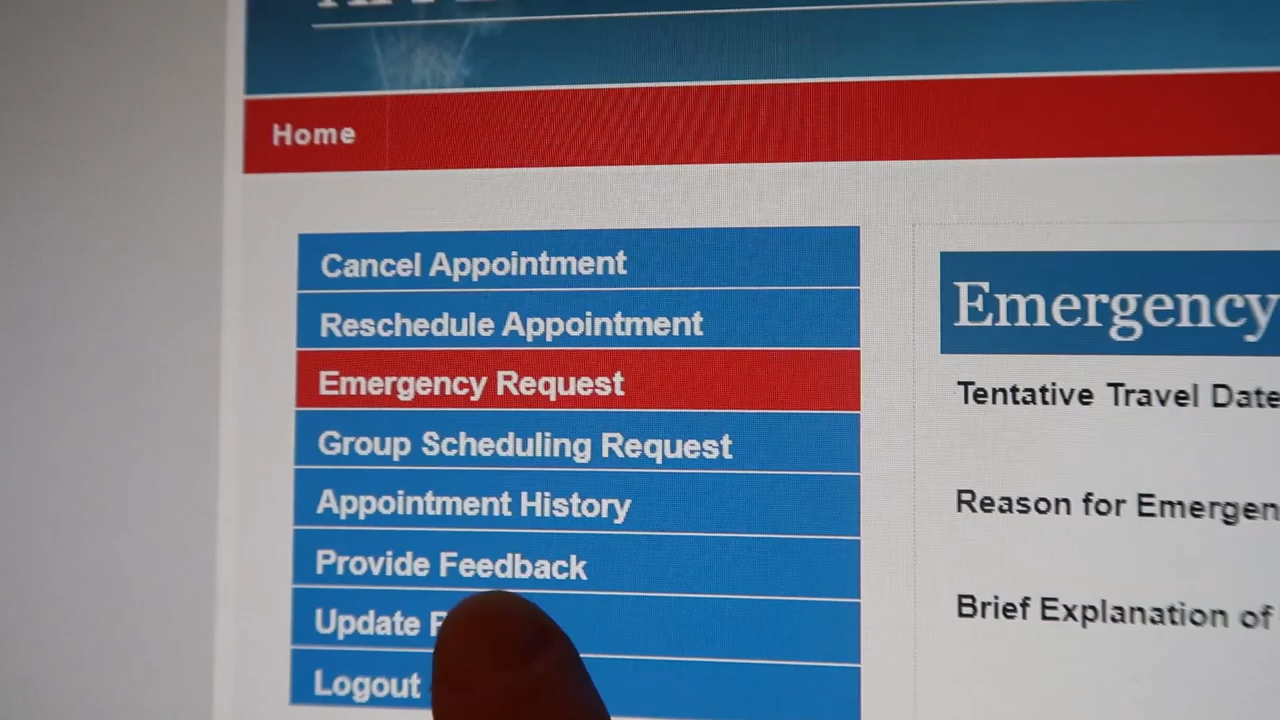 Home
Cancel Appointment
Reschedule Appointment
Emergency Request
Group Scheduling Request
Appointment History
Provide Feedback
Update
Logout
Emergency
Tentative Travel Date
Reason for Emergen
Brief Explanation of